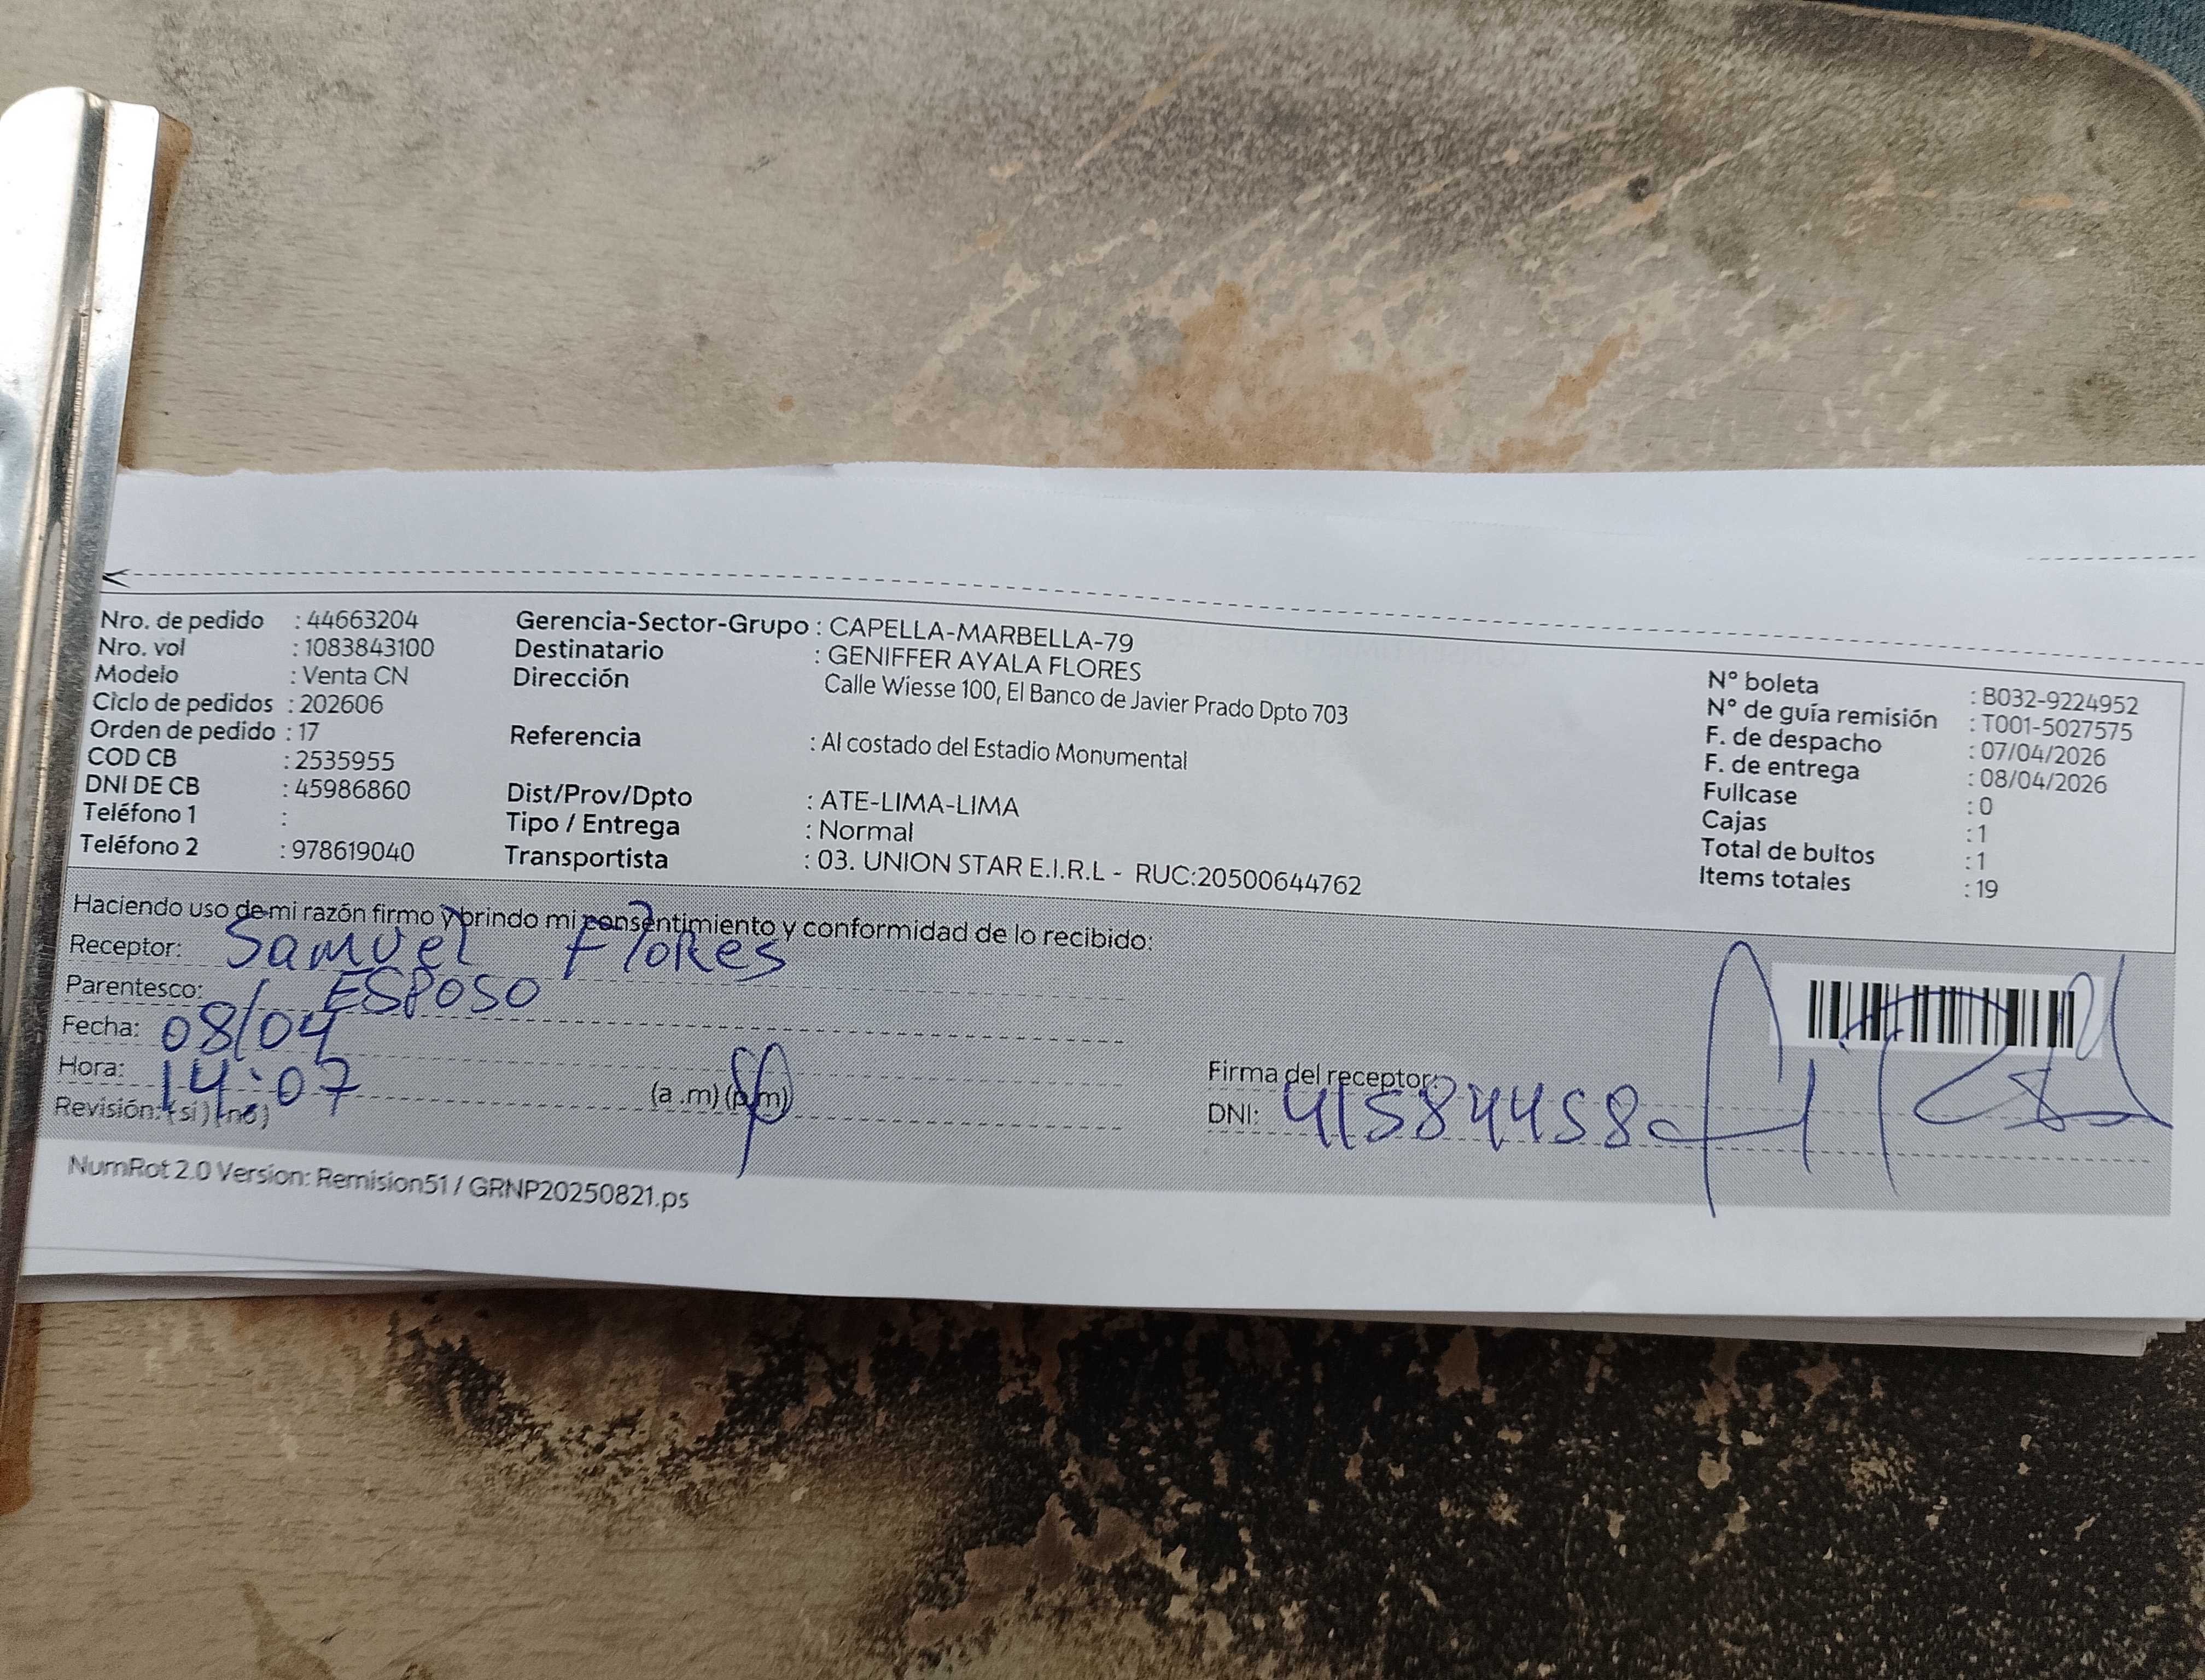 Nro. de pedido : 44663204
Nro. vol : 1083843100
Modelo : Venta CN
Ciclo de pedidos : 202606
Orden de pedido : 17
COD CB : 2535955
DNI DE CB : 45986860
Teléfono 1 :
Teléfono 2 : 978619040
Gerencia-Sector-Grupo : CAPELLA-MARBELLA-79
Destinatario : GENIFFER AYALA FLORES
Dirección Calle Wiesse 100, El Banco de Javier Prado Dpto 703
Referencia : Al costado del Estadio Monumental
Dist/Prov/Dpto : ATE-LIMA-LIMA
Tipo / Entrega : Normal
Transportista : 03. UNION STAR E.I.R.L - RUC:20500644762
N° boleta : B032-9224952
N° de guía remisión : T001-5027575
F. de despacho : 07/04/2026
F. de entrega : 08/04/2026
Fullcase : 0
Cajas : 1
Total de bultos : 1
Items totales : 19
Haciendo uso de mi razón firmo y brindo mi consentimiento y conformidad de lo recibido:
Receptor: Samuel Flores
Parentesco: ESPOSO
Fecha: 08/04
Hora: 14:07 (a .m) (p.m)
Revisión: (si) (no)
Firma del receptor:
DNI: 41584458
NumRot 2.0 Version: Remision51 / GRNP20250821.ps